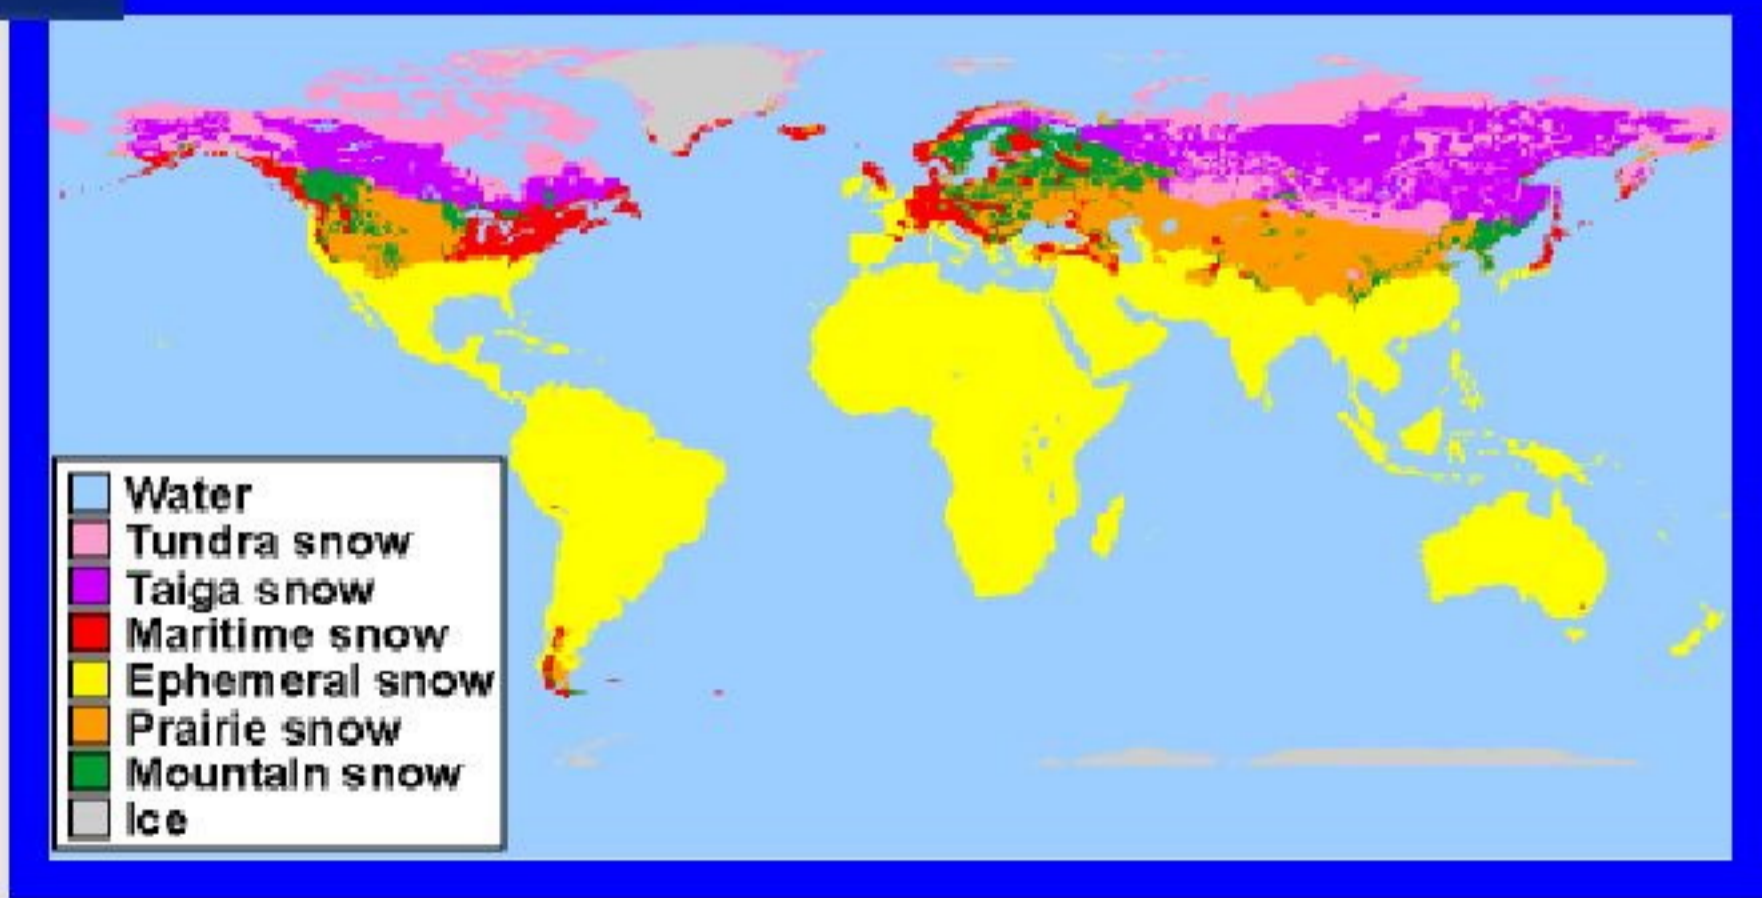 Water
Tundra snow
Taiga snow
Maritime snow
Ephemeral snow
Prairie snow
Mountain snow
Ice